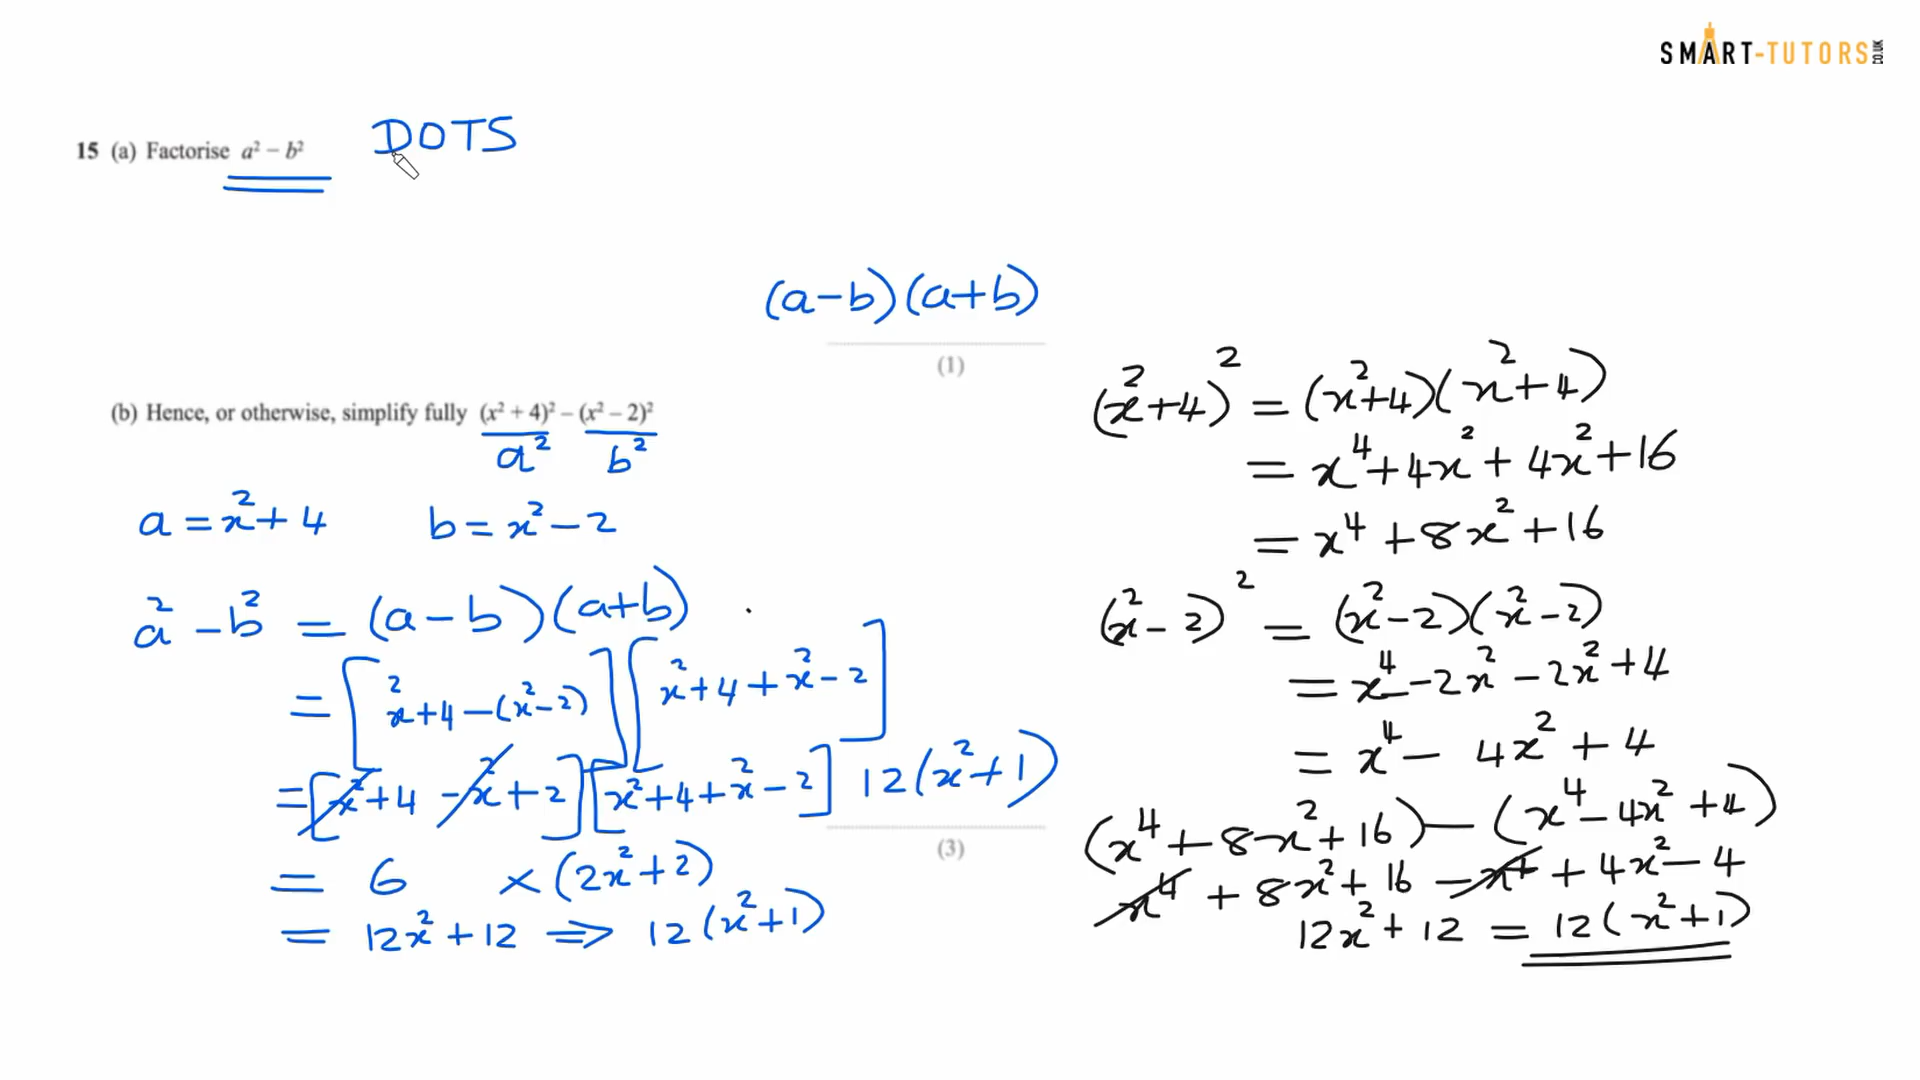 SMART-TUTORS.CO.UK
15 (a) Factorise a² − b²
DOTS
(a−b)(a+b)
(1)
(b) Hence, or otherwise, simplify fully (x² + 4)² − (x² − 2)²
a² b²
a = x² + 4 b = x² − 2
a² − b² = (a − b)(a+b)
= [x²+4 −(x²−2)][x²+4+x²−2]
= [x²+4 −x²+2][x²+4+x²−2]
12(x²+1)
(3)
= 6 × (2x²+2)
= 12x² + 12 ⇒ 12(x²+1)
(x²+4)² = (x²+4)(x²+4)
= x⁴+4x²+4x²+16
= x⁴+8x²+16
(x²−2)² = (x²−2)(x²−2)
= x⁴−2x²−2x²+4
= x⁴− 4x²+4
(x⁴+8x²+16)−(x⁴−4x²+4)
x⁴+8x²+16 −x⁴+4x²−4
12x²+12 = 12(x²+1)